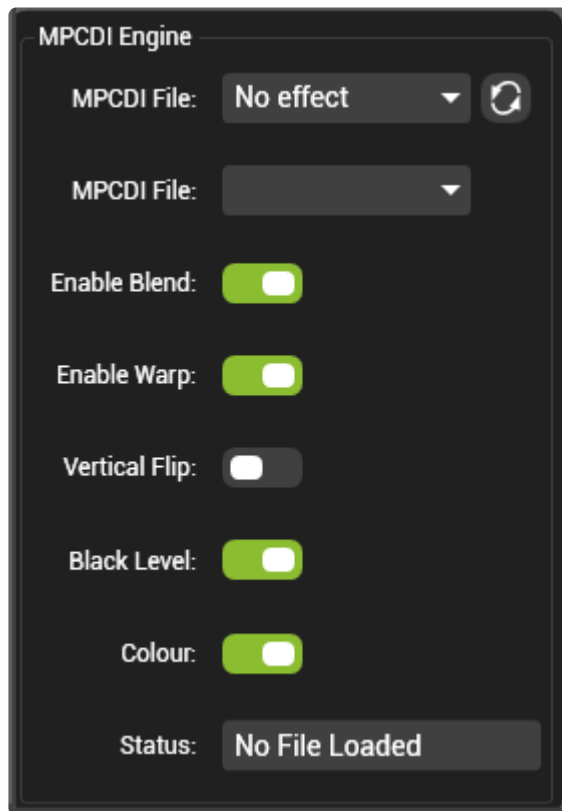 MPCDI Engine
MPCDI File: No effect
MPCDI File:
Enable Blend:
Enable Warp:
Vertical Flip:
Black Level:
Colour:
Status: No File Loaded